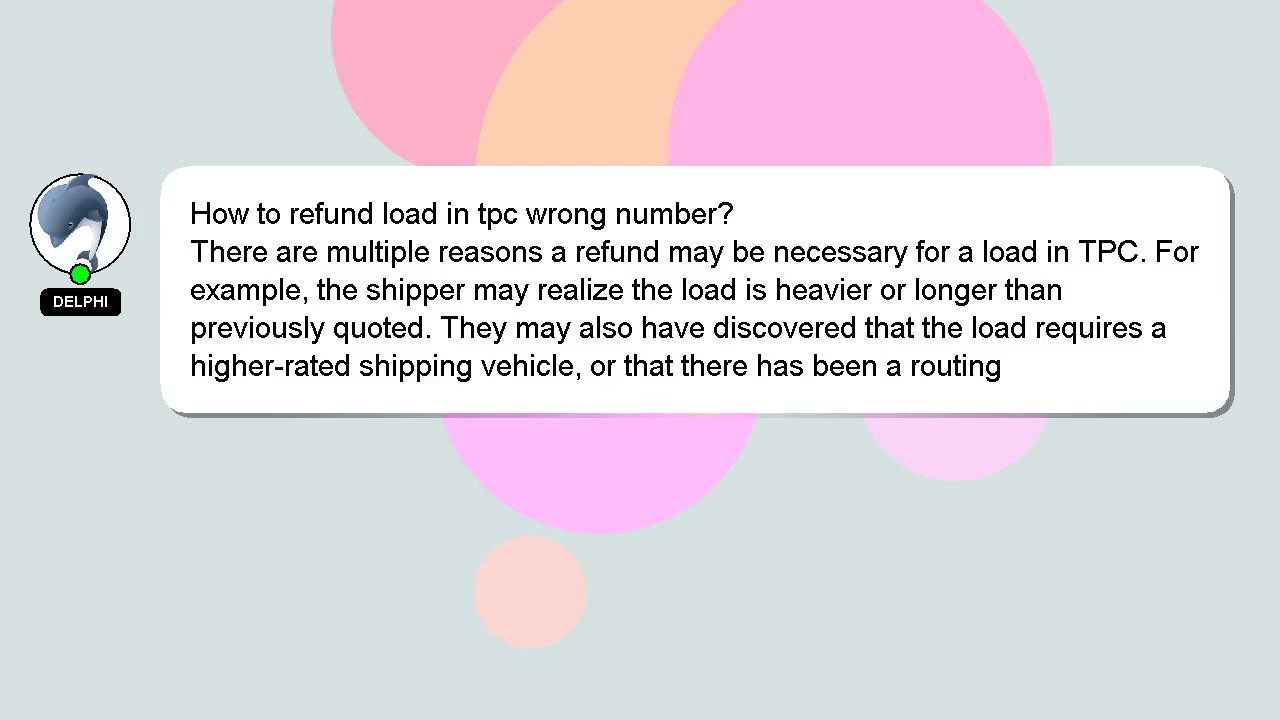 How to refund load in tpc wrong number?
There are multiple reasons a refund may be necessary for a load in TPC. For
example, the shipper may realize the load is heavier or longer than
previously quoted. They may also have discovered that the load requires a
higher-rated shipping vehicle, or that there has been a routing
DELPHI